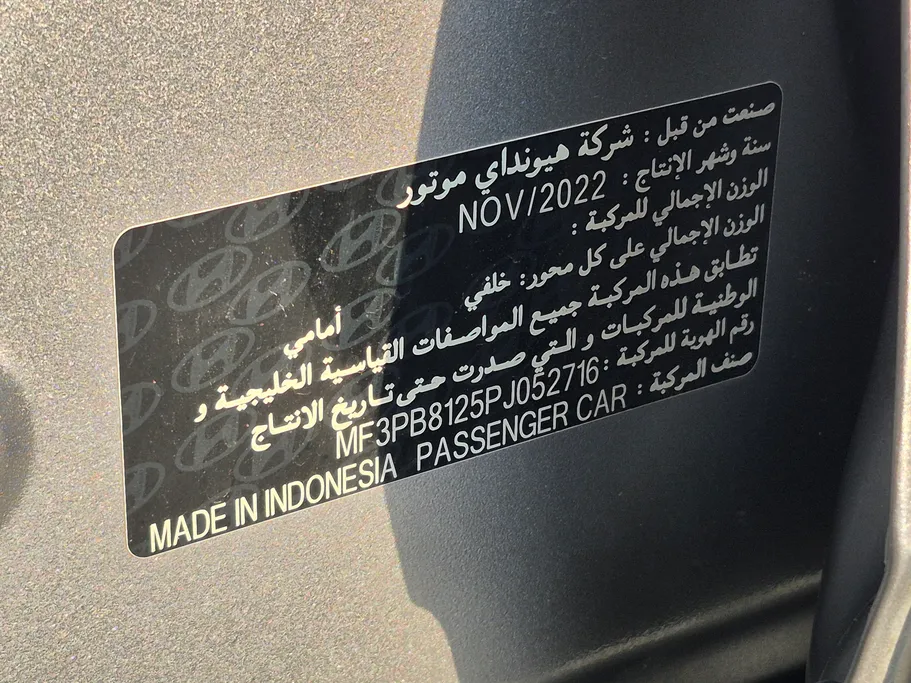 صنعت من قبل : شركة هيونداي موتور
سنة وشهر الإنتاج : NOV/2022
الوزن الإجمالي للمركبة :
الوزن الإجمالي على كل محور: خلفي أمامي
تطابق هذه المركبة جميع المواصفات القياسية الخليجية و
الوطنية للمركبات و التي صدرت حتى تاريخ الانتاج
رقم الهوية للمركبة : MF3PB8125PJ052716
صنف المركبة : PASSENGER CAR
MADE IN INDONESIA